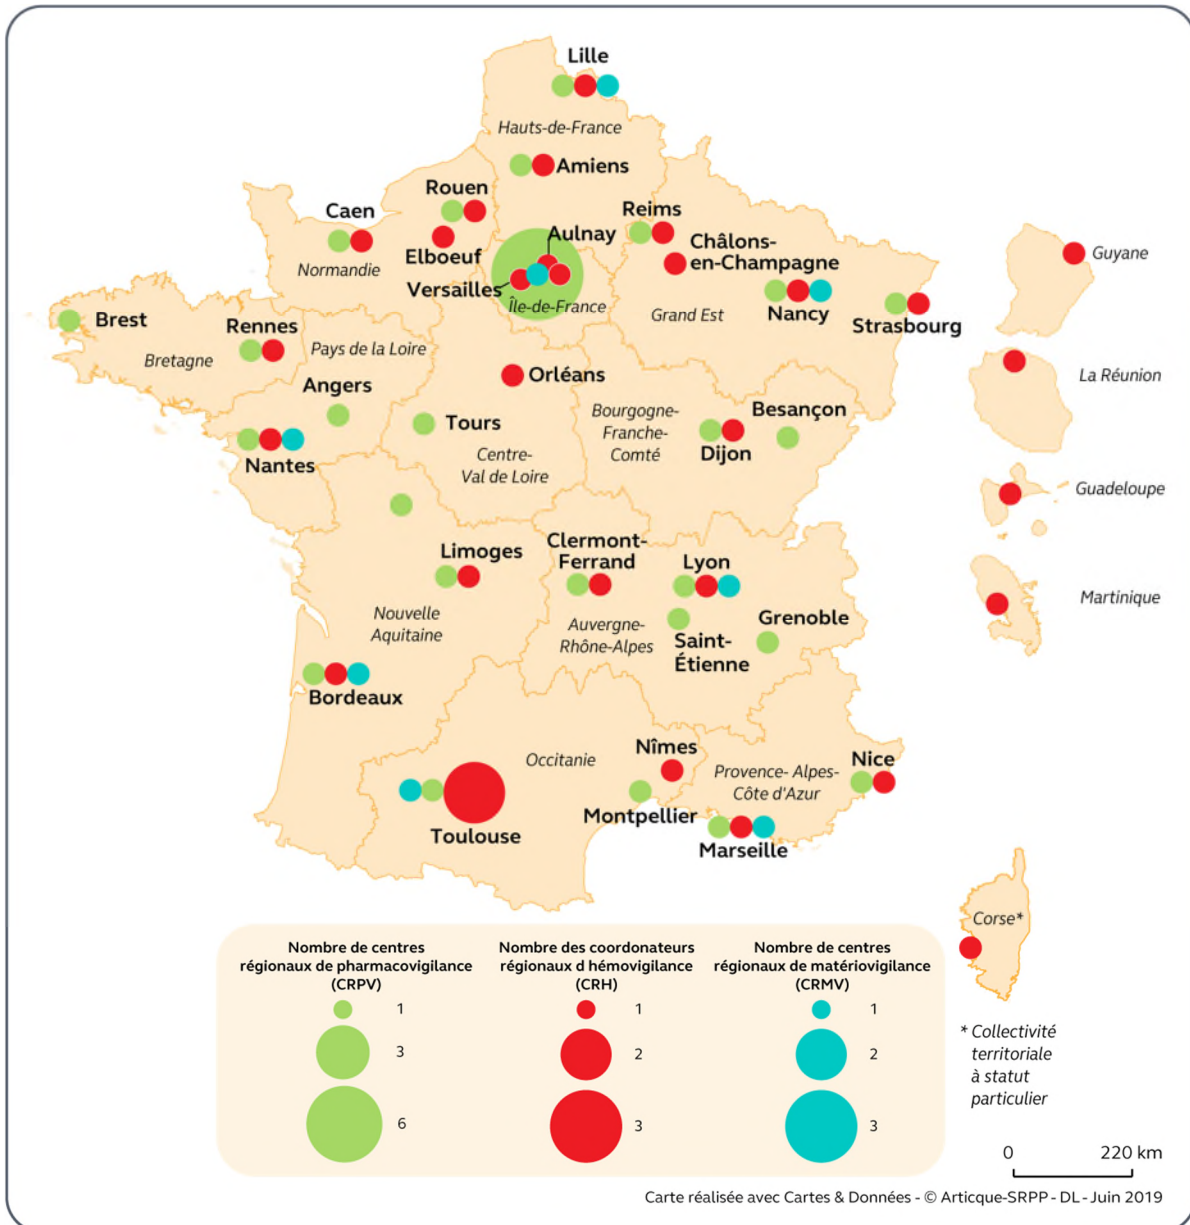 Lille
Hauts-de-France
Amiens
Rouen
Caen
Reims
Aulnay
Châlons-
en-Champagne
Elboeuf
Normandie
Versailles
Île-de-France
Grand Est
Nancy
Strasbourg
Guyane
Brest
Rennes
Bretagne
Pays de la Loire
Angers
Orléans
La Réunion
Bourgogne-
Franche-
Comté
Besançon
Tours
Dijon
Nantes
Centre-
Val de Loire
Guadeloupe
Limoges
Clermont-
Ferrand
Lyon
Martinique
Nouvelle
Aquitaine
Auvergne-
Rhône-Alpes
Saint-
Étienne
Grenoble
Bordeaux
Occitanie
Nîmes
Provence- Alpes-
Côte d'Azur
Nice
Montpellier
Toulouse
Marseille
Corse*
Nombre de centres
régionaux de pharmacovigilance
(CRPV)
1
3
6
Nombre des coordonateurs
régionaux d hémovigilance
(CRH)
1
2
3
Nombre de centres
régionaux de matériovigilance
(CRMV)
1
2
3
* Collectivité
territoriale
à statut
particulier
0 220 km
Carte réalisée avec Cartes & Données - © Articque-SRPP - DL - Juin 2019